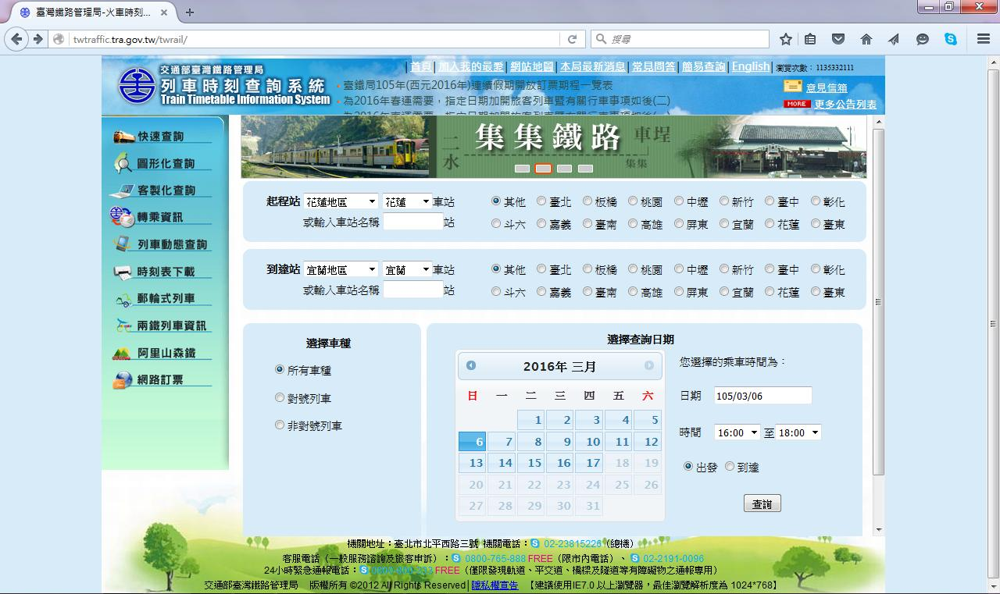 臺灣鐵路管理局-火車時刻...
twtraffic.tra.gov.tw/twrail/
搜尋
交通部臺灣鐵路管理局
列車時刻查詢系統
Train Timetable Information System
| 首頁 | 加入我的最愛 | 網站地圖 | 本局最新消息 | 常見問答 | 簡易查詢 | English | 瀏覽次數：1135332111
臺鐵局105年(西元2016年)連續假期開放訂票期程一覽表
為2016年春運需要，指定日期加開旅客列車暨有關行車事項如後(二)
意見信箱
MORE 更多公告列表
快速查詢
圖形化查詢
客製化查詢
轉乘資訊
列車動態查詢
時刻表下載
郵輪式列車
兩鐵列車資訊
阿里山森鐵
網路訂票
二水 集集鐵路 車埕
集集
起程站 花蓮地區 花蓮 車站
或輸入車站名稱 站
其他 臺北 板橋 桃園 中壢 新竹 臺中 彰化
斗六 嘉義 臺南 高雄 屏東 宜蘭 花蓮 臺東
到達站 宜蘭地區 宜蘭 車站
或輸入車站名稱 站
其他 臺北 板橋 桃園 中壢 新竹 臺中 彰化
斗六 嘉義 臺南 高雄 屏東 宜蘭 花蓮 臺東
選擇車種
所有車種
對號列車
非對號列車
選擇查詢日期
2016年 三月
日 一 二 三 四 五 六
1 2 3 4 5
6 7 8 9 10 11 12
13 14 15 16 17 18 19
20 21 22 23 24 25 26
27 28 29 30 31
您選擇的乘車時間為：
日期 105/03/06
時間 16:00 至 18:00
出發 到達
查詢
機關地址：臺北市北平西路三號 機關電話： 02-23815226 (總機)
客服電話（一般服務諮詢及旅客申訴）： 0800-765-888 FREE（限市內電話）、 02-2191-0096
24小時緊急通報電話： 0800-800-333 FREE（僅限發現軌道、平交道、橋樑及隧道等有障礙物之通報專用）
交通部臺灣鐵路管理局 版權所有 ©2012 All Rights Reserved | 隱私權宣告 【建議使用IE7.0 以上瀏覽器，最佳瀏覽解析度為 1024*768】